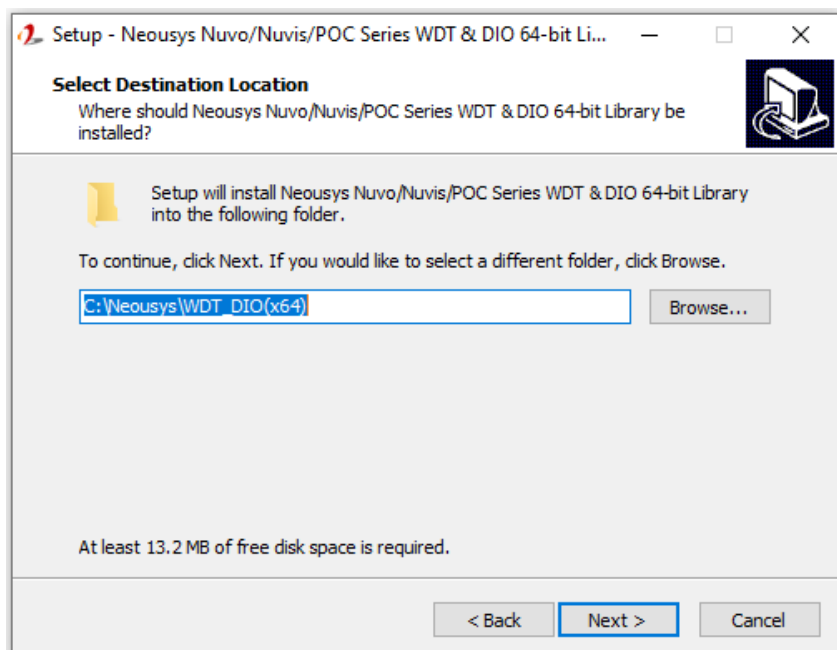 Setup - Neousys Nuvo/Nuvis/POC Series WDT & DIO 64-bit Li...
Select Destination Location
Where should Neousys Nuvo/Nuvis/POC Series WDT & DIO 64-bit Library be
installed?
Setup will install Neousys Nuvo/Nuvis/POC Series WDT & DIO 64-bit Library
into the following folder.
To continue, click Next. If you would like to select a different folder, click Browse.
C:\Neousys\WDT_DIO(x64)
Browse...
At least 13.2 MB of free disk space is required.
< Back
Next >
Cancel